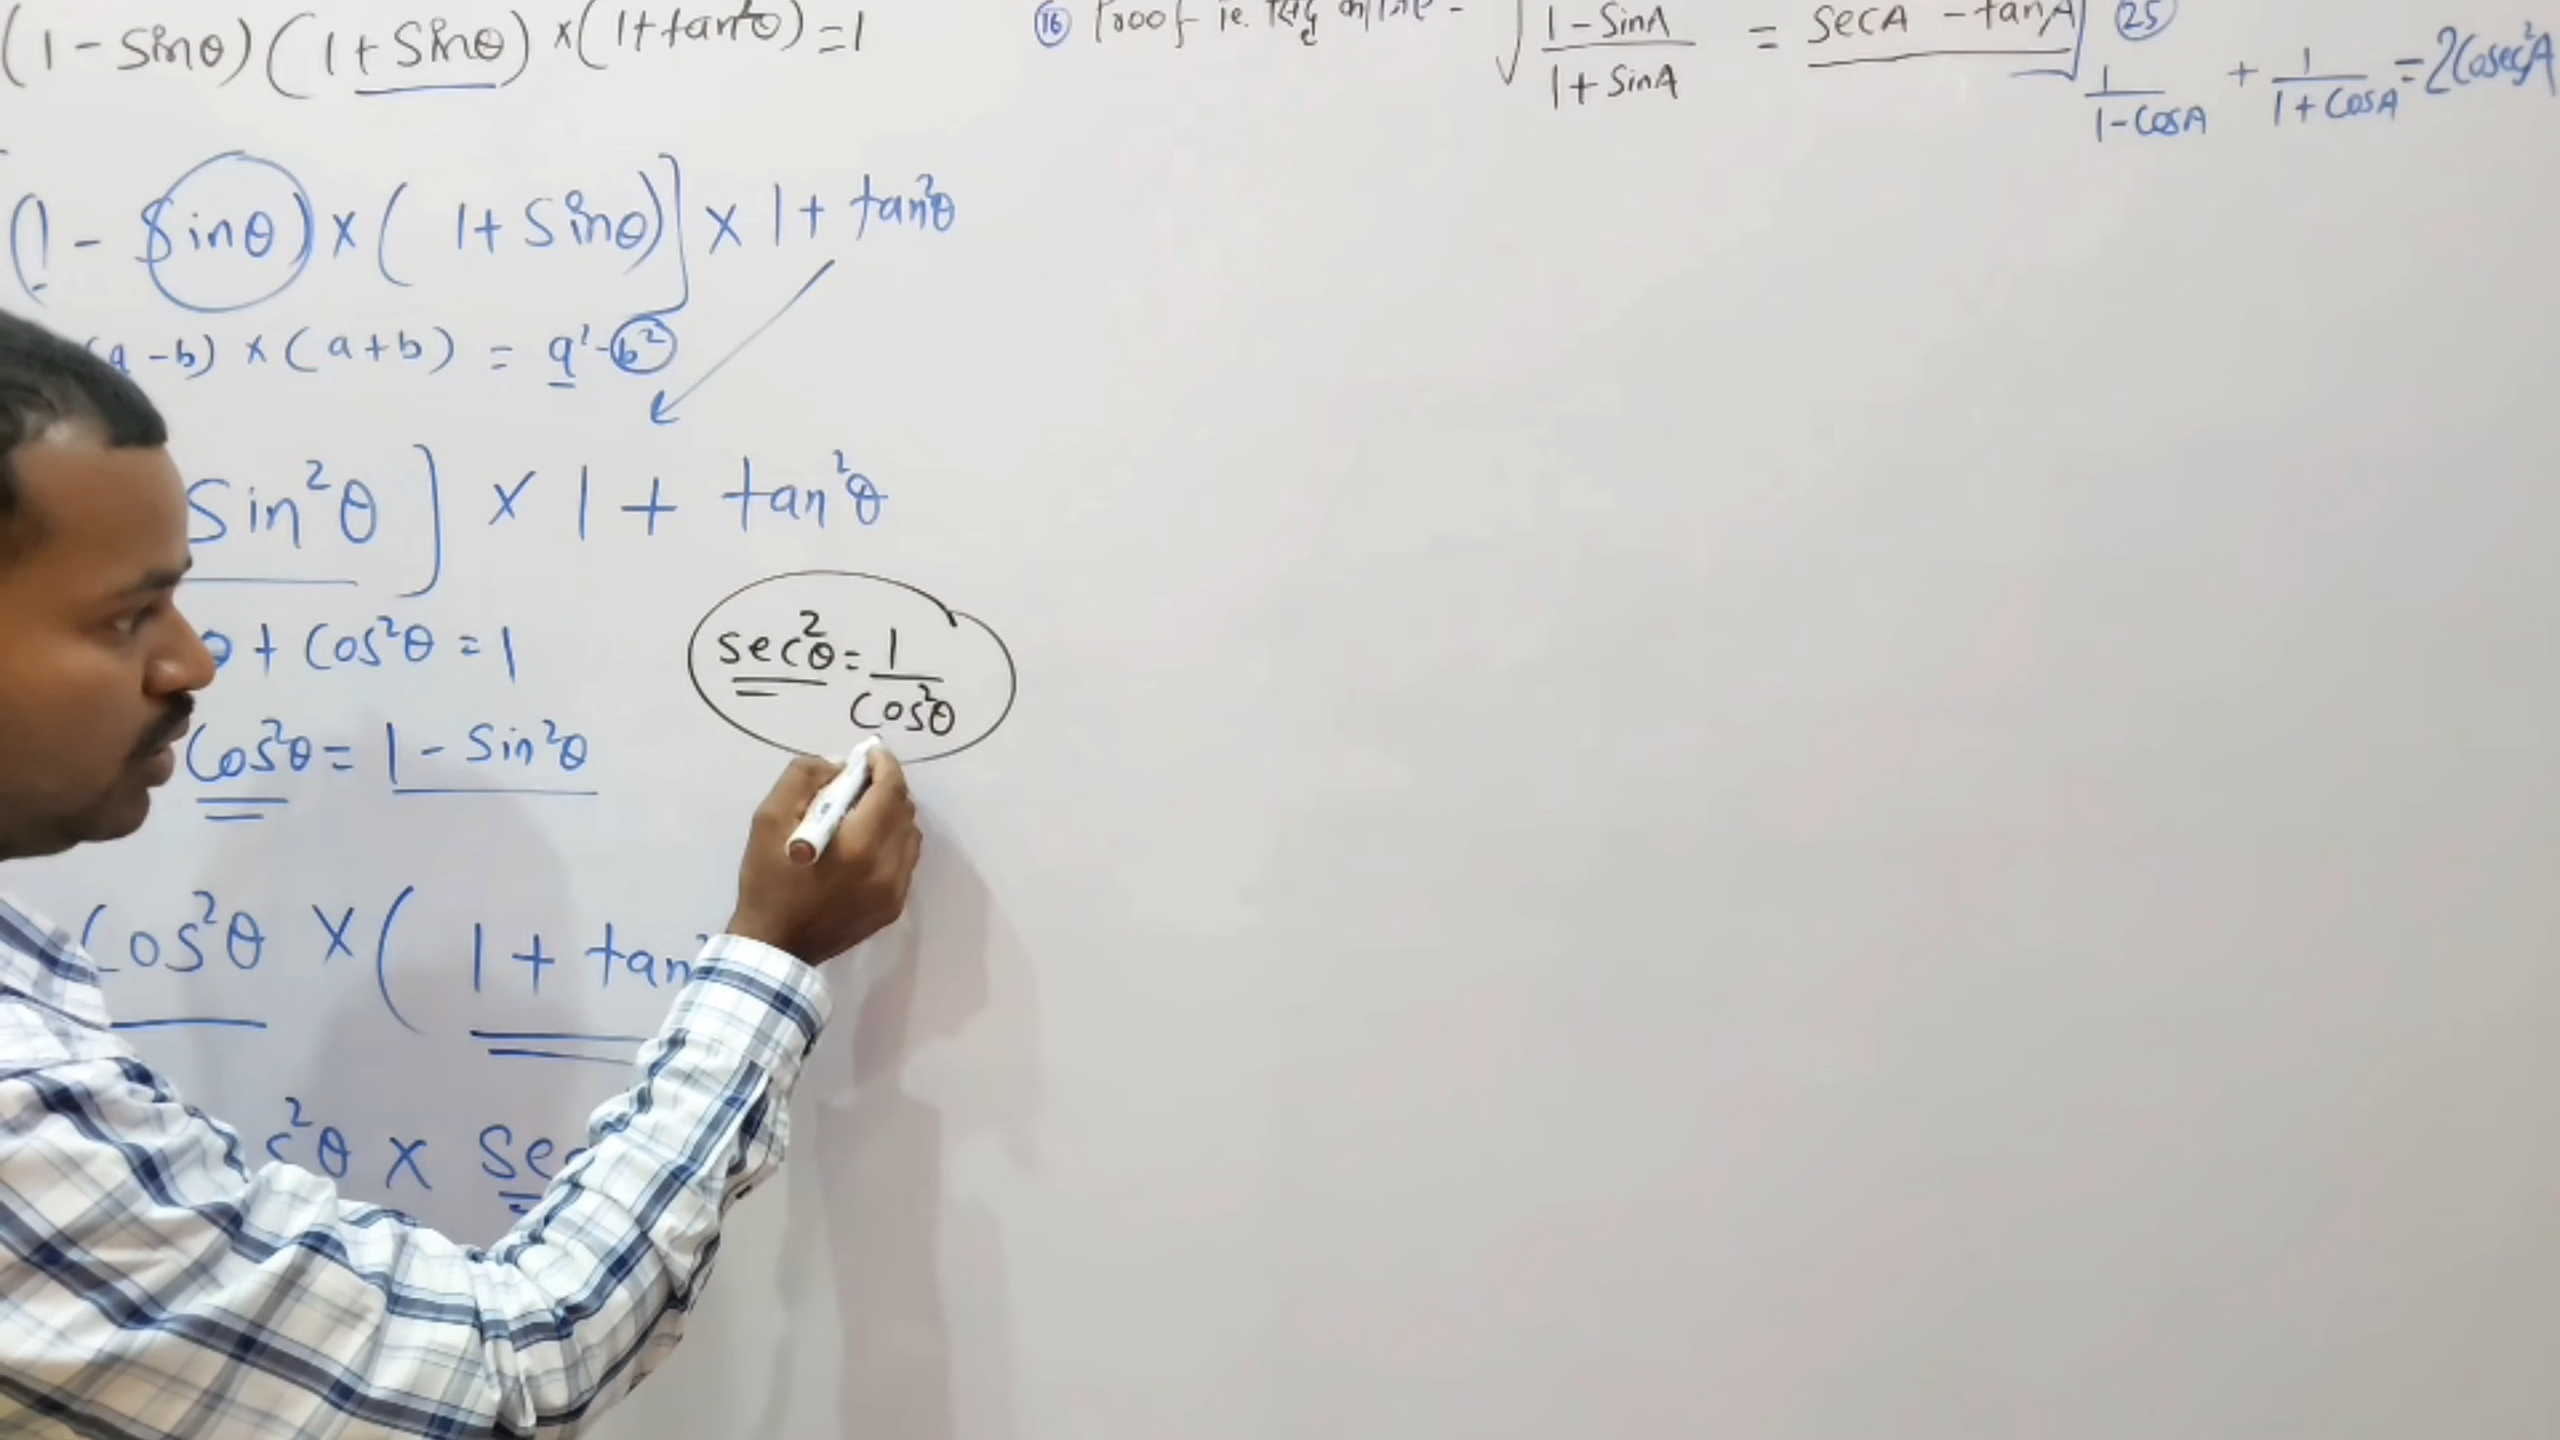 (1 - Sinθ) (1 + Sinθ) × (1 + tan²θ) = 1
(1 - Sinθ) × (1 + Sinθ)] × 1 + tan²θ
a - b) × (a + b) = a² - b²
Sin²θ] × 1 + tan²θ
θ + Cos²θ = 1
Cos²θ = 1 - Sin²θ
sec²θ = 1/Cos²θ
Cos²θ × (1 + tan²
²θ × Sec
(16) Proof ie. सिद्ध कीजिए - √(1 - SinA / 1 + SinA) = SecA - tanA
(25)
1/(1 - CosA) + 1/(1 + CosA) = 2Cosec²A